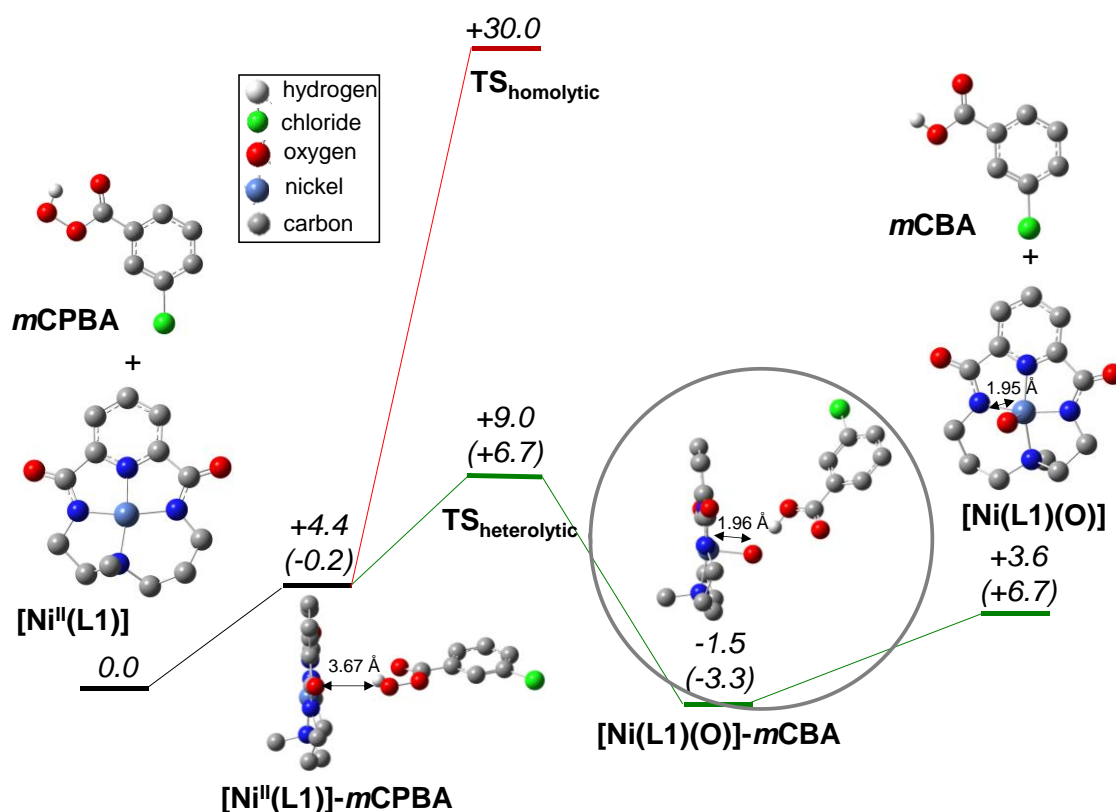 +30.0
TShomolytic
hydrogen
chloride
oxygen
nickel
carbon
mCPBA
+
[NiII(L1)]
0.0
+4.4
(-0.2)
3.67 Å
[NiII(L1)]-mCPBA
+9.0
(+6.7)
TSheterolytic
1.96 Å
-1.5
(-3.3)
[Ni(L1)(O)]-mCBA
mCBA
+
1.95 Å
[Ni(L1)(O)]
+3.6
(+6.7)